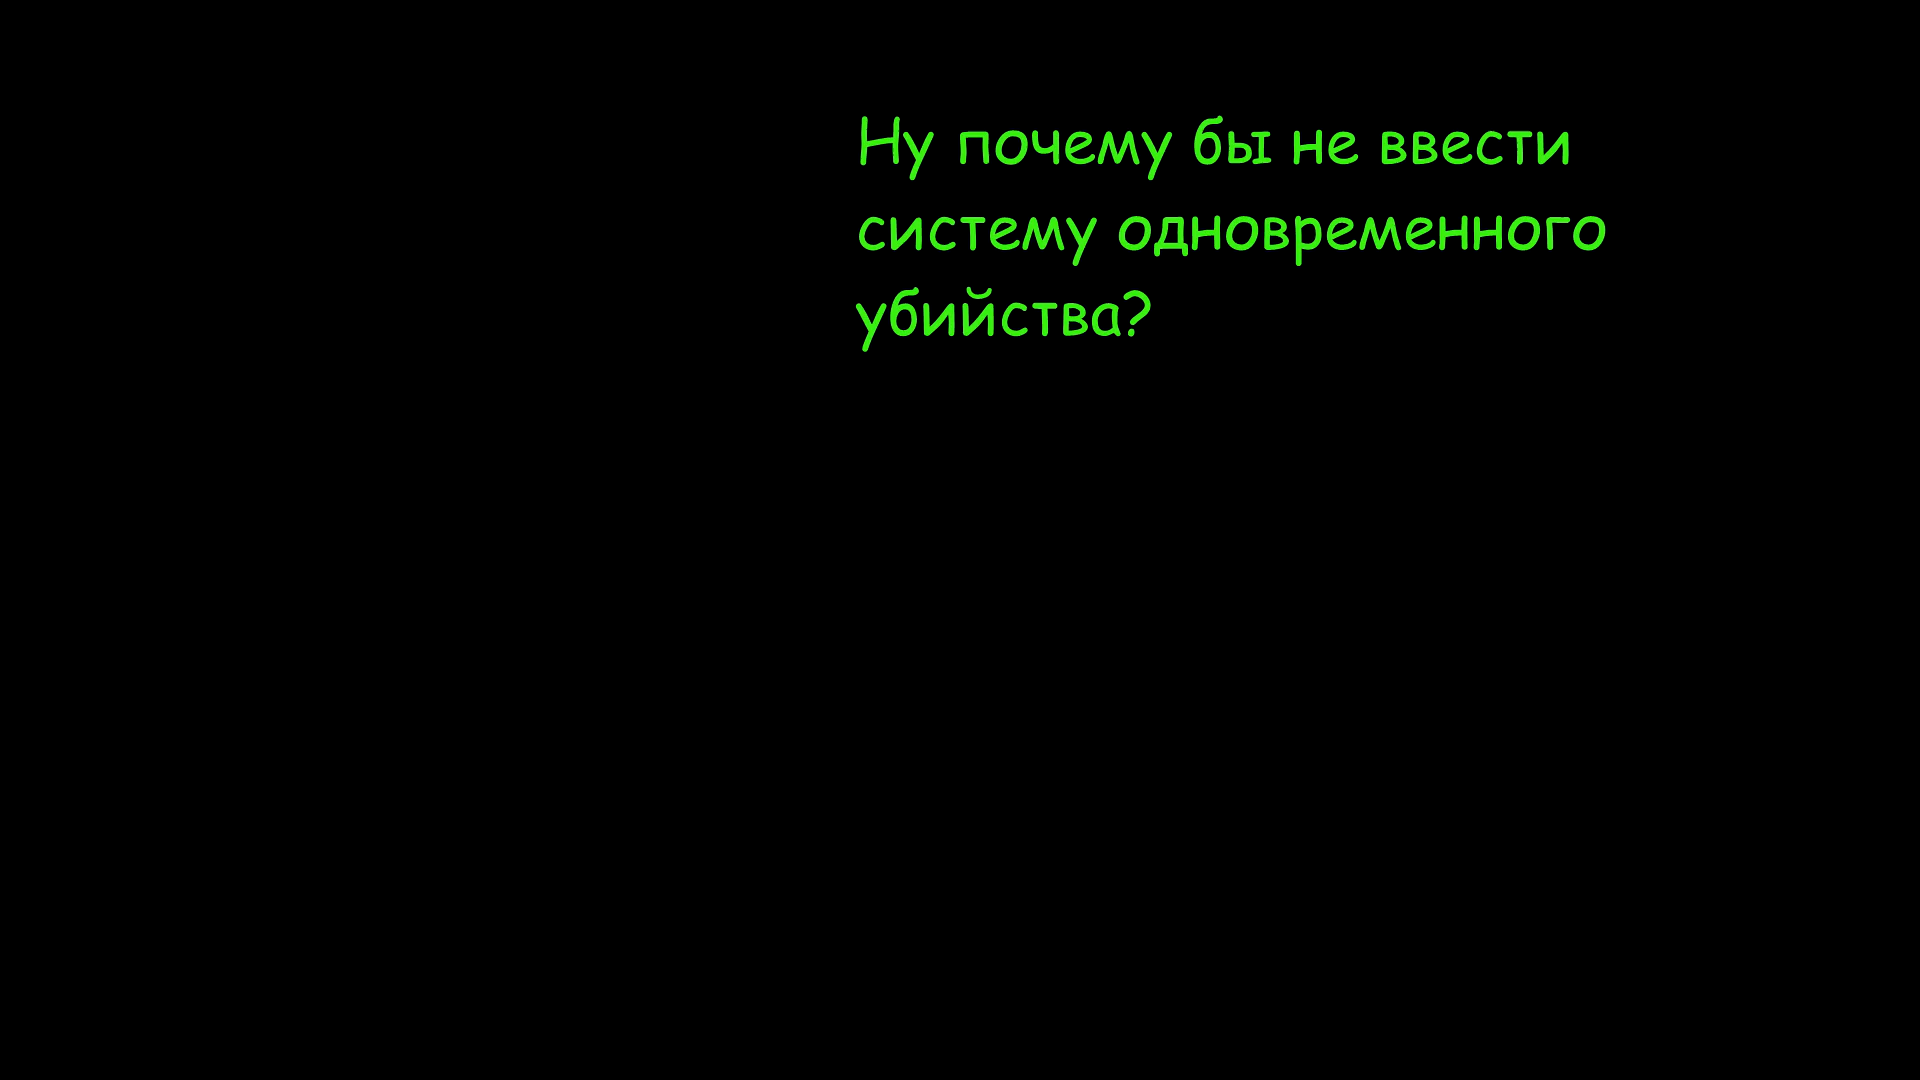 Ну почему бы не ввести
систему одновременного
убийства?